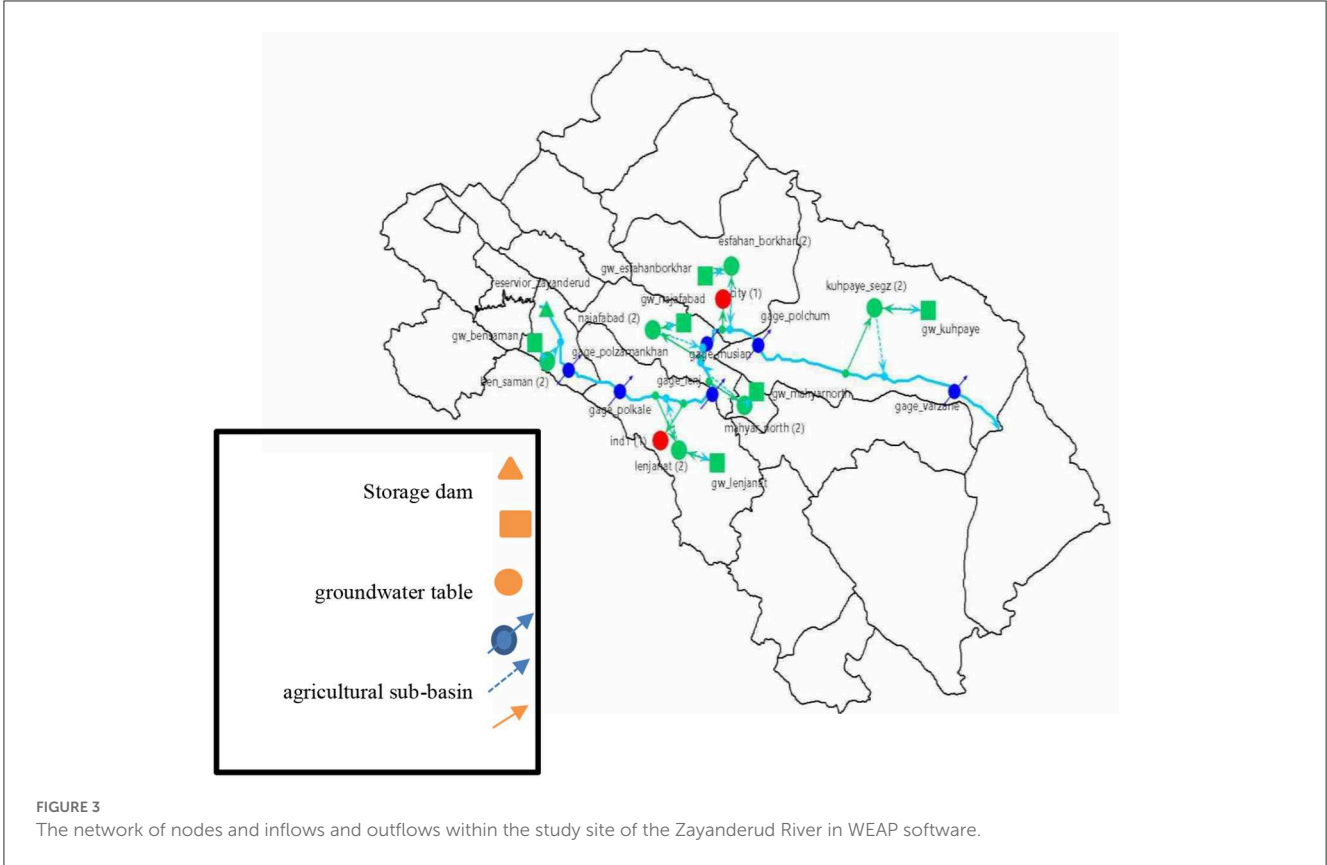 esfahan_borkhar (2)
gw_esfahanborkhar
reservior_zayanderud
gw_najafabad
city (1)
kuhpaye_segz (2)
najafabad (2)
gage_polchum
gw_bensaman
gw_kuhpaye
gage_polzamankhan
gage_musian
ben_saman (2)
gage_lenj
gw_mahyarnorth
gage_polkale
gage_varzane
mahyar_north (2)
ind1 (1)
lenjanat (2)
gw_lenjanat
Storage dam
groundwater table
agricultural sub-basin
FIGURE 3
The network of nodes and inflows and outflows within the study site of the Zayanderud River in WEAP software.